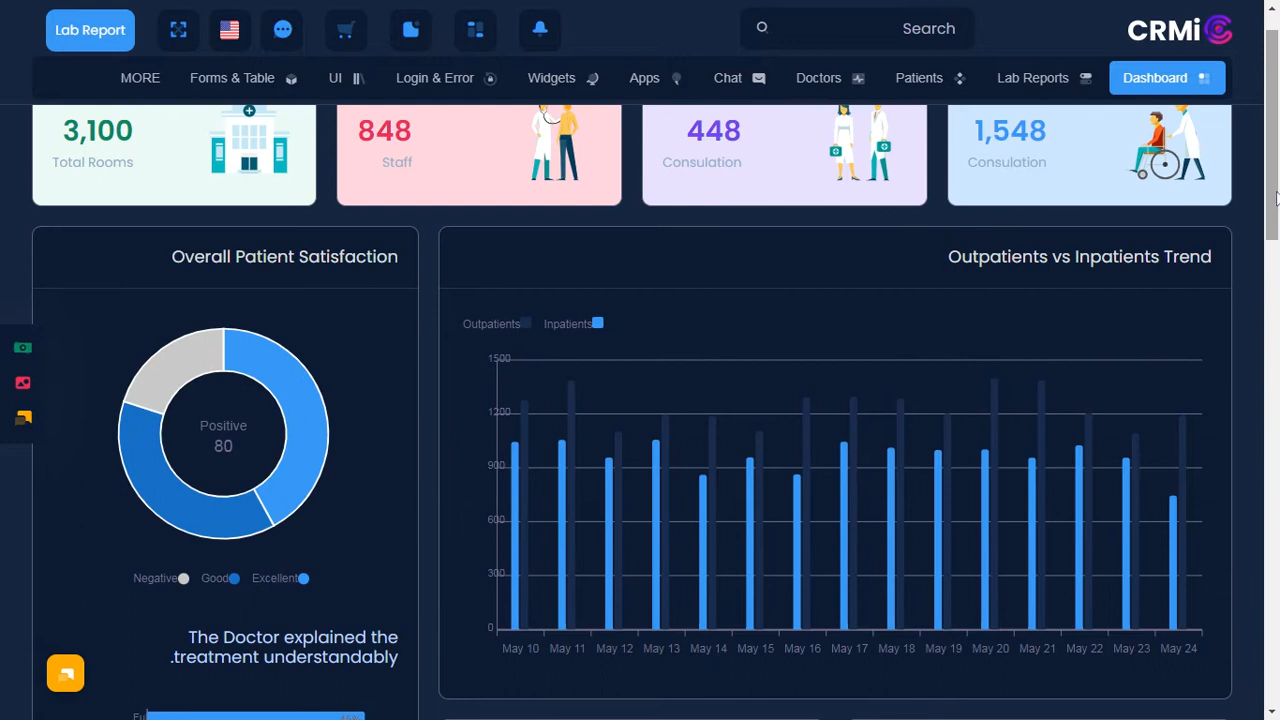 Lab Report
Search
CRMi
MORE
Forms & Table
UI
Login & Error
Widgets
Apps
Chat
Doctors
Patients
Lab Reports
Dashboard
3,100
Total Rooms
848
Staff
448
Consulation
1,548
Consulation
Overall Patient Satisfaction
Positive
80
Negative Good Excellent
The Doctor explained the
.treatment understandably
Outpatients vs Inpatients Trend
Outpatients Inpatients
1500
1200
900
600
300
0
May 10 May 11 May 12 May 13 May 14 May 15 May 16 May 17 May 18 May 19 May 20 May 21 May 22 May 23 May 24